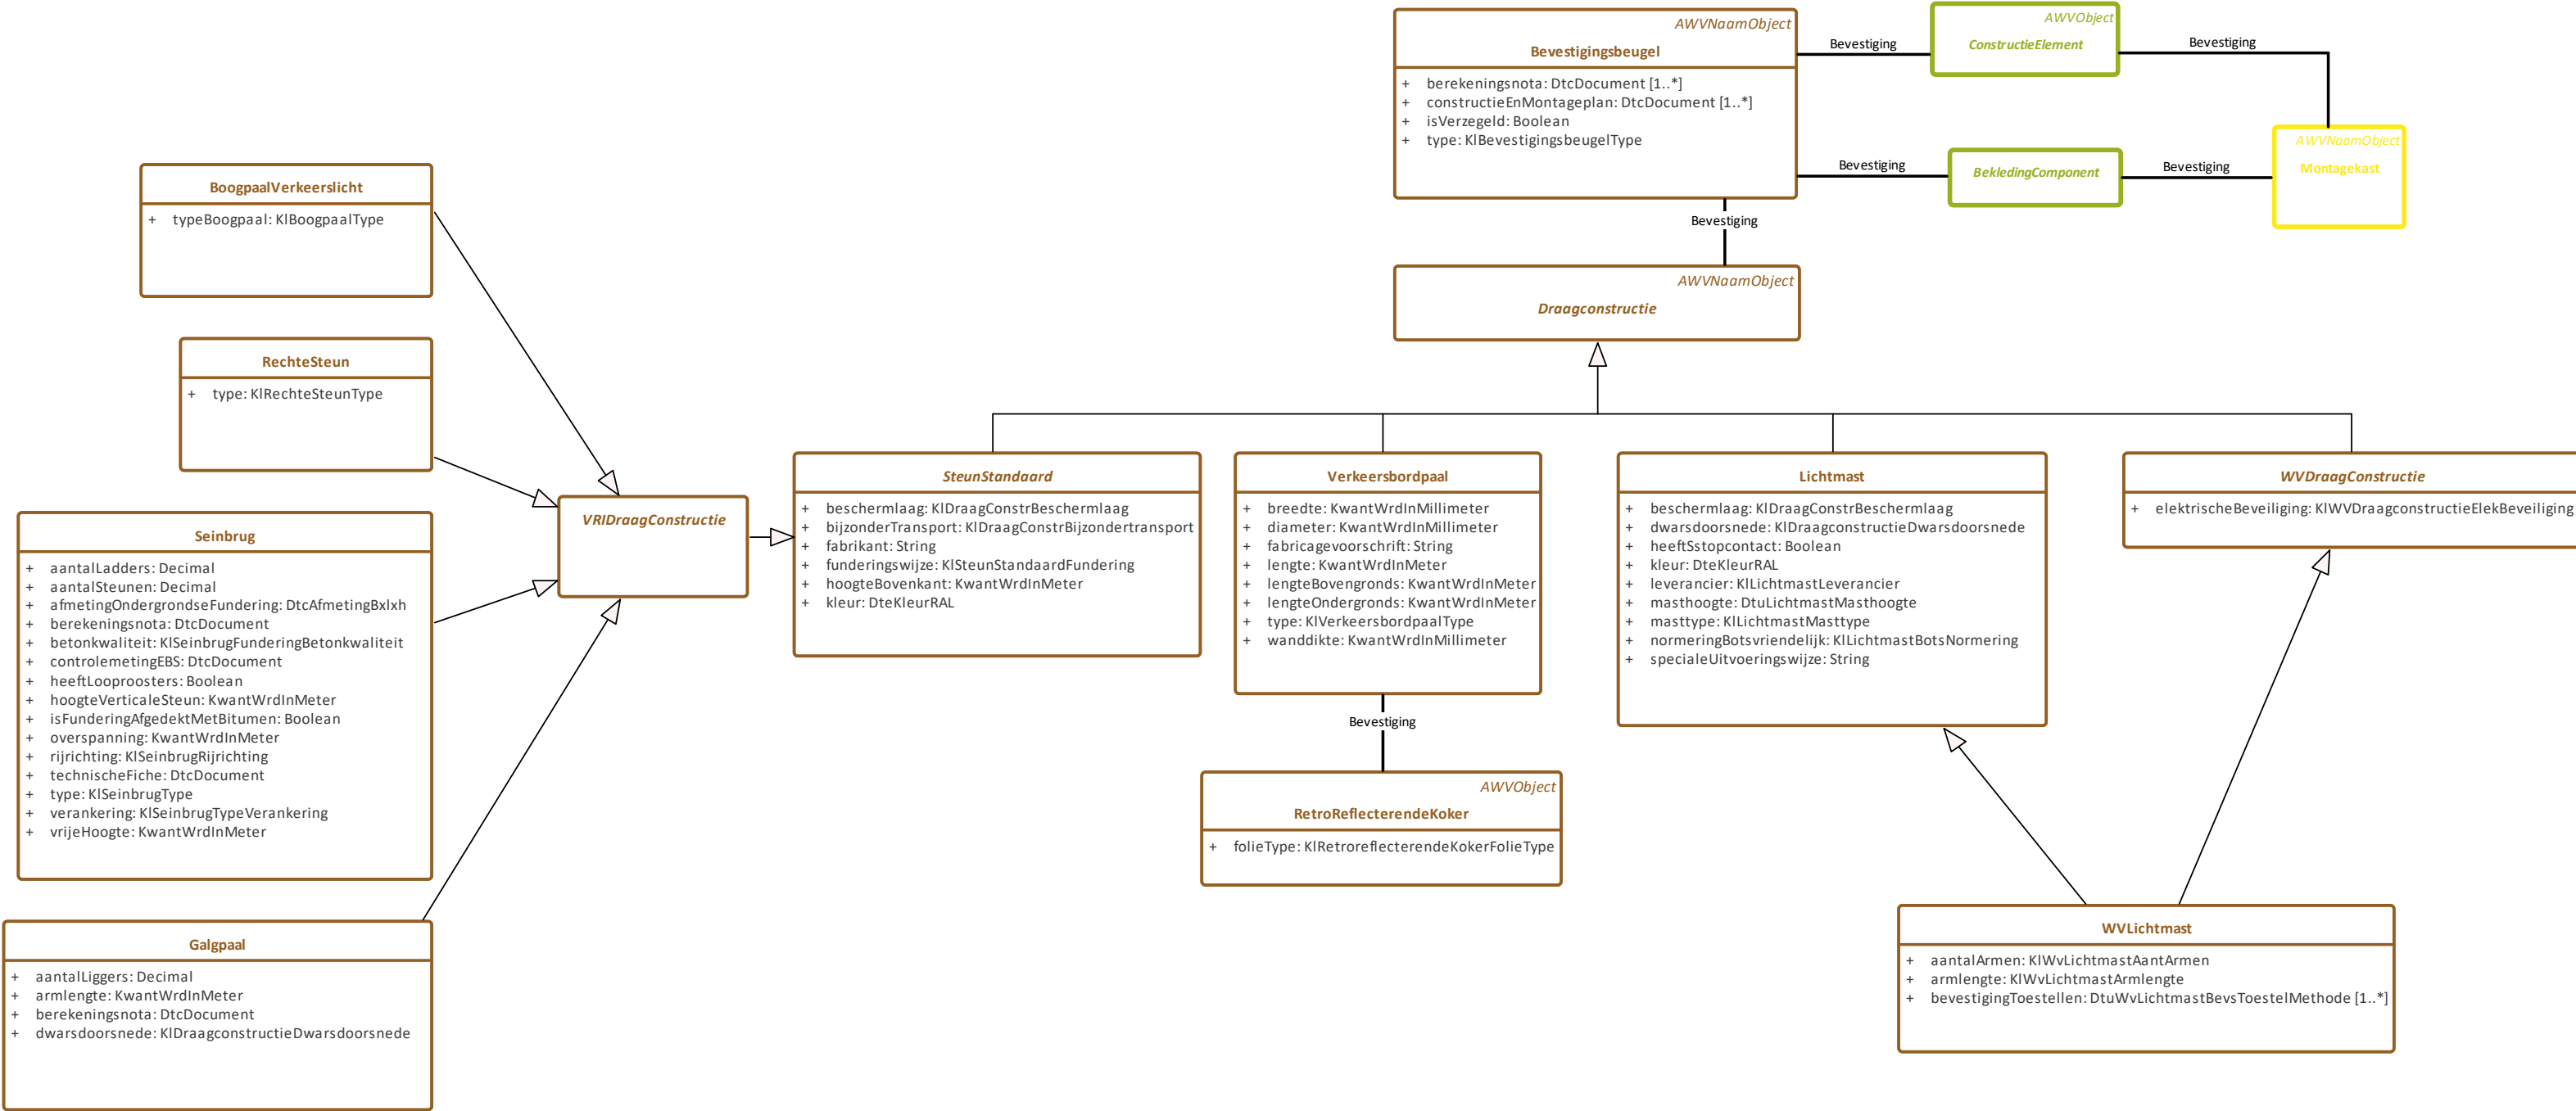 AWVNaamObject
Bevestigingsbeugel
+ berekeningsnota: DtcDocument [1..*]
+ constructieEnMontageplan: DtcDocument [1..*]
+ isVerzegeld: Boolean
+ type: KlBevestigingsbeugelType
Bevestiging
AWVObject
ConstructieElement
Bevestiging
Bevestiging
BekledingComponent
Bevestiging
AWVNaamObject
Montagekast
Bevestiging
AWVNaamObject
Draagconstructie
BoogpaalVerkeerslicht
+ typeBoogpaal: KlBoogpaalType
RechteSteun
+ type: KlRechteSteunType
Seinbrug
+ aantalLadders: Decimal
+ aantalSteunen: Decimal
+ afmetingOndergrondseFundering: DtcAfmetingBxlxh
+ berekeningsnota: DtcDocument
+ betonkwaliteit: KlSeinbrugFunderingBetonkwaliteit
+ controlemetingEBS: DtcDocument
+ heeftLooproosters: Boolean
+ hoogteVerticaleSteun: KwantWrdInMeter
+ isFunderingAfgedektMetBitumen: Boolean
+ overspanning: KwantWrdInMeter
+ rijrichting: KlSeinbrugRijrichting
+ technischeFiche: DtcDocument
+ type: KlSeinbrugType
+ verankering: KlSeinbrugTypeVerankering
+ vrijeHoogte: KwantWrdInMeter
Galgpaal
+ aantalLiggers: Decimal
+ armlengte: KwantWrdInMeter
+ berekeningsnota: DtcDocument
+ dwarsdoorsnede: KlDraagconstructieDwarsdoorsnede
VRIDraagConstructie
SteunStandaard
+ beschermlaag: KlDraagConstrBeschermlaag
+ bijzonderTransport: KlDraagConstrBijzondertransport
+ fabrikant: String
+ funderingswijze: KlSteunStandaardFundering
+ hoogteBovenkant: KwantWrdInMeter
+ kleur: DteKleurRAL
Verkeersbordpaal
+ breedte: KwantWrdInMillimeter
+ diameter: KwantWrdInMillimeter
+ fabricagevoorschrift: String
+ lengte: KwantWrdInMeter
+ lengteBovengronds: KwantWrdInMeter
+ lengteOndergronds: KwantWrdInMeter
+ type: KlVerkeersbordpaalType
+ wanddikte: KwantWrdInMillimeter
Bevestiging
AWVObject
RetroReflecterendeKoker
+ folieType: KlRetroreflecterendeKokerFolieType
Lichtmast
+ beschermlaag: KlDraagConstrBeschermlaag
+ dwarsdoorsnede: KlDraagconstructieDwarsdoorsnede
+ heeftSstopcontact: Boolean
+ kleur: DteKleurRAL
+ leverancier: KlLichtmastLeverancier
+ masthoogte: DtuLichtmastMasthoogte
+ masttype: KlLichtmastMasttype
+ normeringBotsvriendelijk: KlLichtmastBotsNormering
+ specialeUitvoeringswijze: String
WVDraagConstructie
+ elektrischeBeveiliging: KlWVDraagconstructieElekBeveiliging
WVLichtmast
+ aantalArmen: KlWvLichtmastAantArmen
+ armlengte: KlWvLichtmastArmlengte
+ bevestigingToestellen: DtuWvLichtmastBevsToestelMethode [1..*]